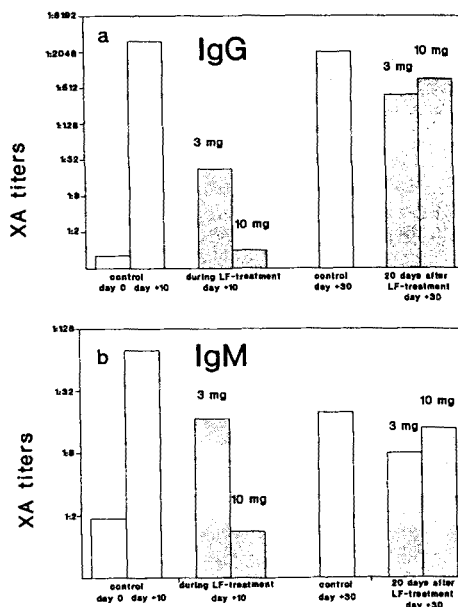 1:8192
a
IgG
1:2048
10 mg
3 mg
1:512
1:128
3 mg
1:32
1:8
10 mg
1:2
XA titers
control
day 0 day +10
during LF-treatment
day +10
control
day +30
20 days after
LF-treatment
day +30
1:128
b
IgM
1:32
3 mg
10 mg
3 mg
1:8
10 mg
1:2
XA titers
control
day 0 day +10
during LF-treatment
day +10
control
day +30
20 days after
LF-treatment
day +30